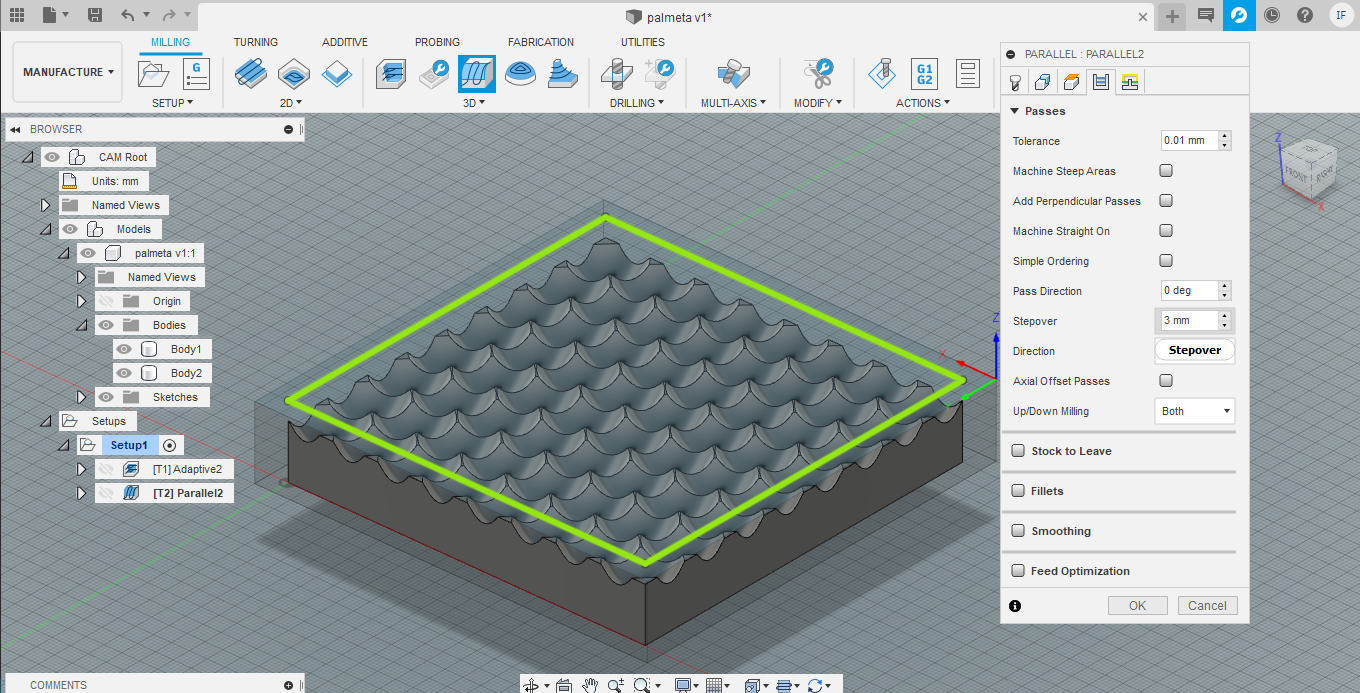 palmeta v1*
IF
MANUFACTURE
MILLING TURNING ADDITIVE PROBING FABRICATION UTILITIES
G
G1
G2
SETUP 2D 3D DRILLING MULTI-AXIS MODIFY ACTIONS
BROWSER
CAM Root
Units: mm
Named Views
Models
palmeta v1:1
Named Views
Origin
Bodies
Body1
Body2
Sketches
Setups
Setup1
[T1] Adaptive2
[T2] Parallel2
COMMENTS
Z
X
PARALLEL : PARALLEL2
Passes
Tolerance 0.01 mm
Machine Steep Areas
Add Perpendicular Passes
Machine Straight On
Simple Ordering
Pass Direction 0 deg
Stepover 3 mm
Direction Stepover
Axial Offset Passes
Up/Down Milling Both
Stock to Leave
Fillets
Smoothing
Feed Optimization
OK Cancel
Z
FRONT RIGHT
X